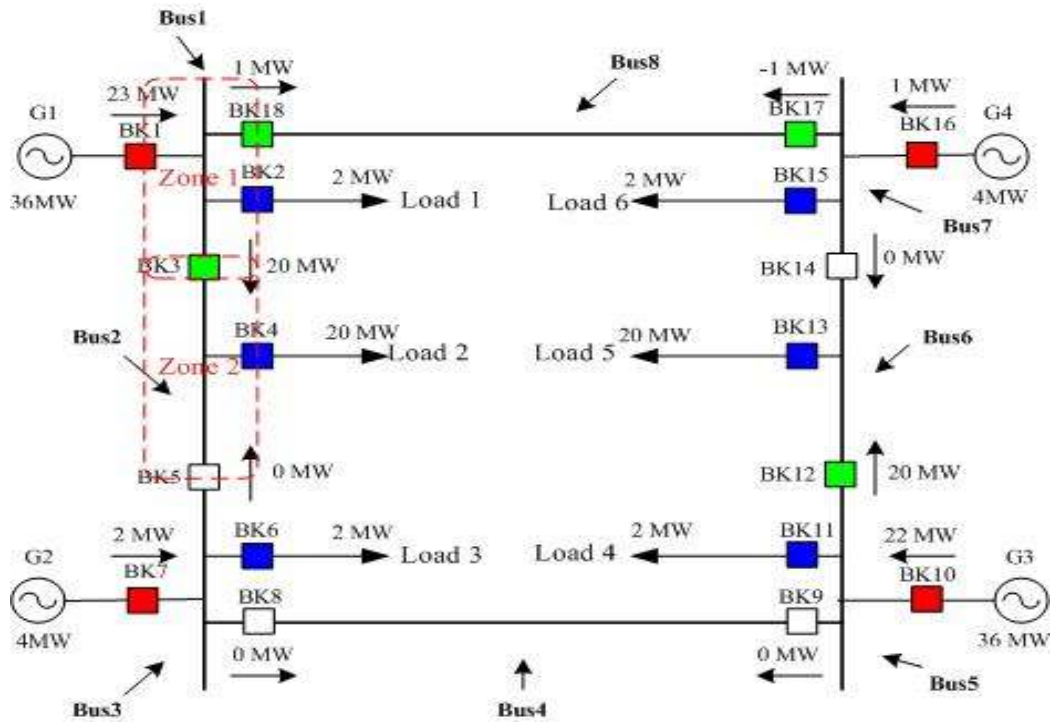 Bus1
1 MW
Bus8
-1 MW
23 MW
1 MW
G1
BK1
BK18
BK17
BK16
G4
Zone 1
BK2
2 MW
Load 1
Load 6
2 MW
BK15
36MW
4MW
Bus7
BK3
20 MW
BK14
0 MW
Bus2
BK4
20 MW
Load 2
Load 5
20 MW
BK13
Bus6
Zone 2
BK5
0 MW
BK12
20 MW
G2
2 MW
BK6
2 MW
Load 3
Load 4
2 MW
BK11
22 MW
G3
BK7
BK8
BK9
BK10
4MW
0 MW
0 MW
36 MW
Bus3
Bus4
Bus5